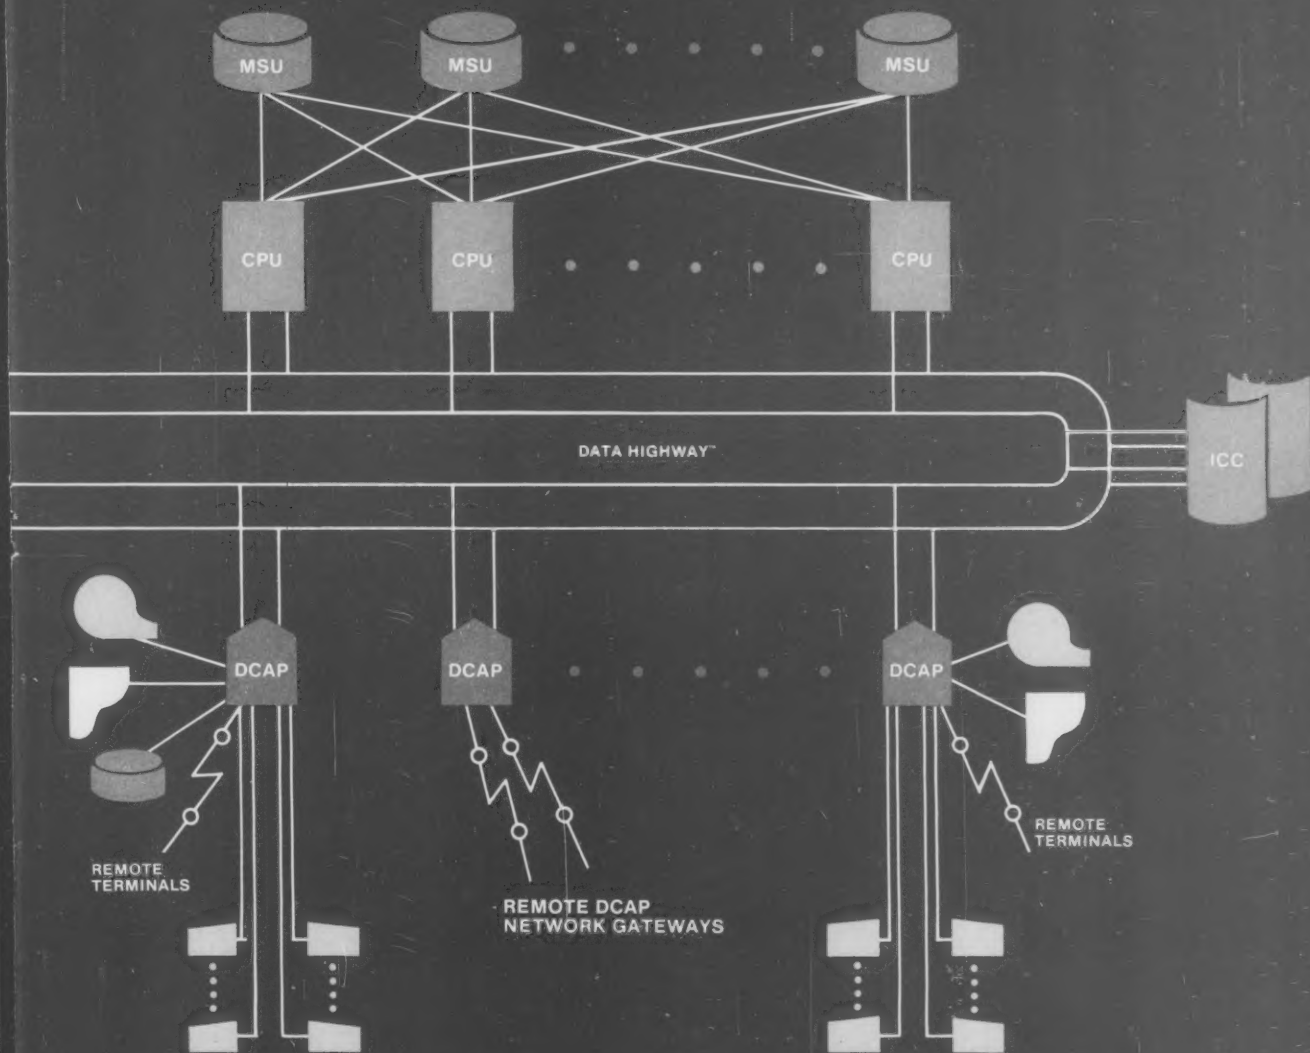 MSU
MSU
MSU
CPU
CPU
CPU
DATA HIGHWAY™
ICC
DCAP
DCAP
DCAP
REMOTE
TERMINALS
REMOTE
TERMINALS
REMOTE DCAP
NETWORK GATEWAYS